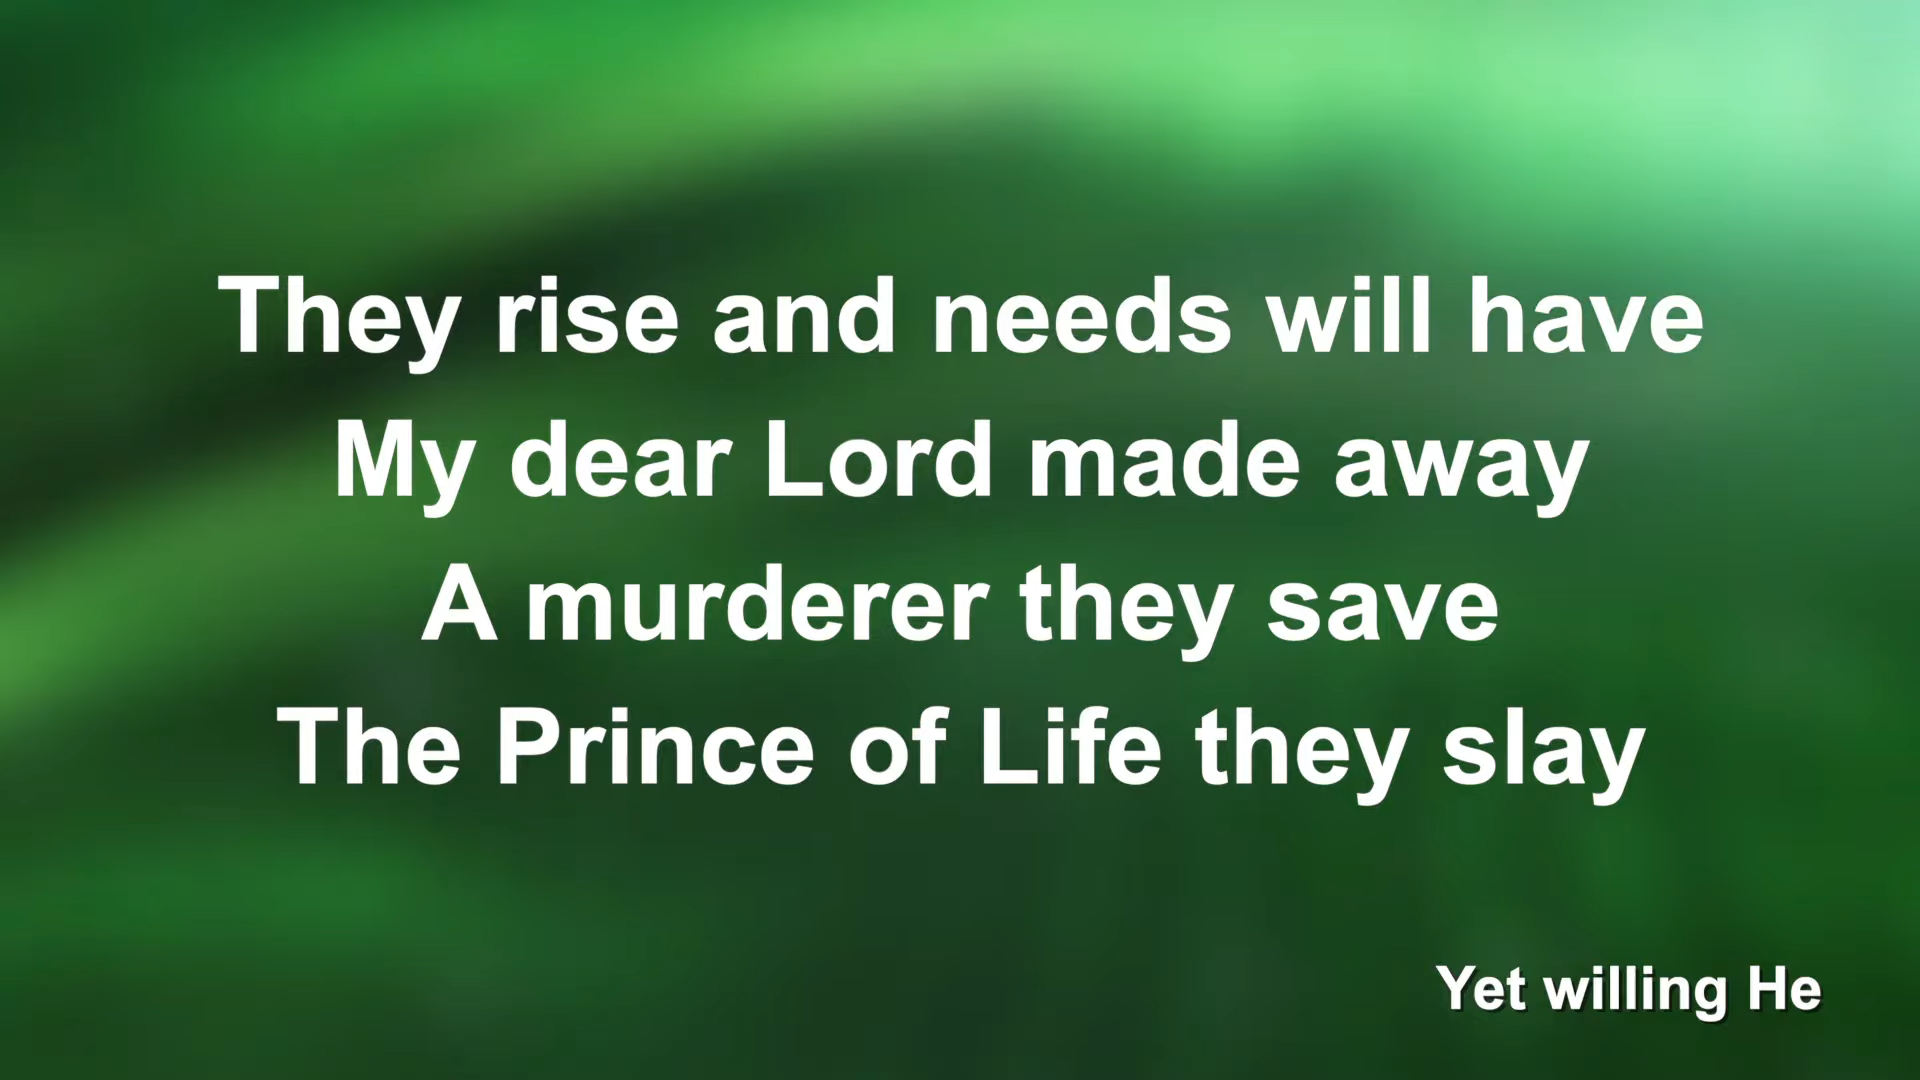 They rise and needs will have
My dear Lord made away
A murderer they save
The Prince of Life they slay
Yet willing He